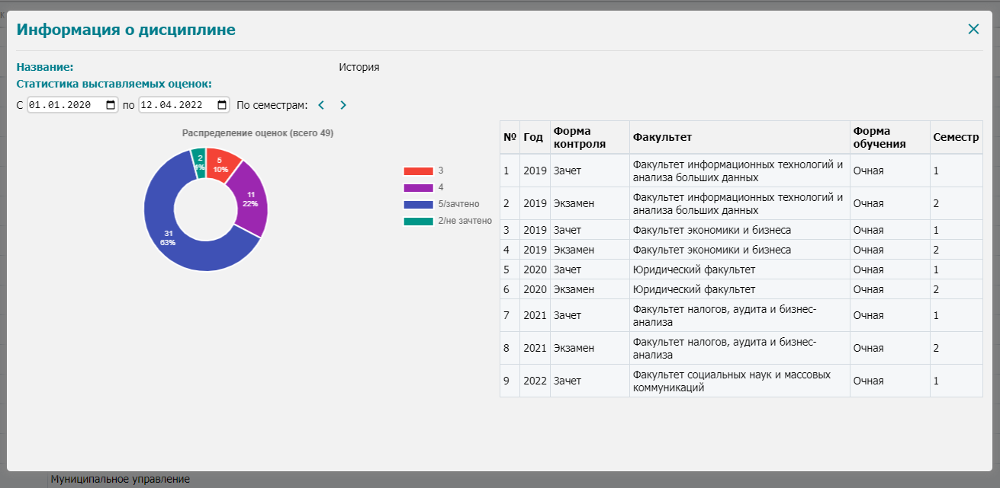 Информация о дисциплине
Название: История
Статистика выставляемых оценок:
С 01.01.2020 по 12.04.2022 По семестрам:
Распределение оценок (всего 49)
2
4%
5
10%
11
22%
31
63%
3
4
5/зачтено
2/не зачтено
№ Год Форма контроля Факультет Форма обучения Семестр
1 2019 Зачет Факультет информационных технологий и анализа больших данных Очная 1
2 2019 Экзамен Факультет информационных технологий и анализа больших данных Очная 2
3 2019 Зачет Факультет экономики и бизнеса Очная 1
4 2019 Экзамен Факультет экономики и бизнеса Очная 2
5 2020 Зачет Юридический факультет Очная 1
6 2020 Экзамен Юридический факультет Очная 2
7 2021 Зачет Факультет налогов, аудита и бизнес-анализа Очная 1
8 2021 Экзамен Факультет налогов, аудита и бизнес-анализа Очная 2
9 2022 Зачет Факультет социальных наук и массовых коммуникаций Очная 1
Муниципальное управление